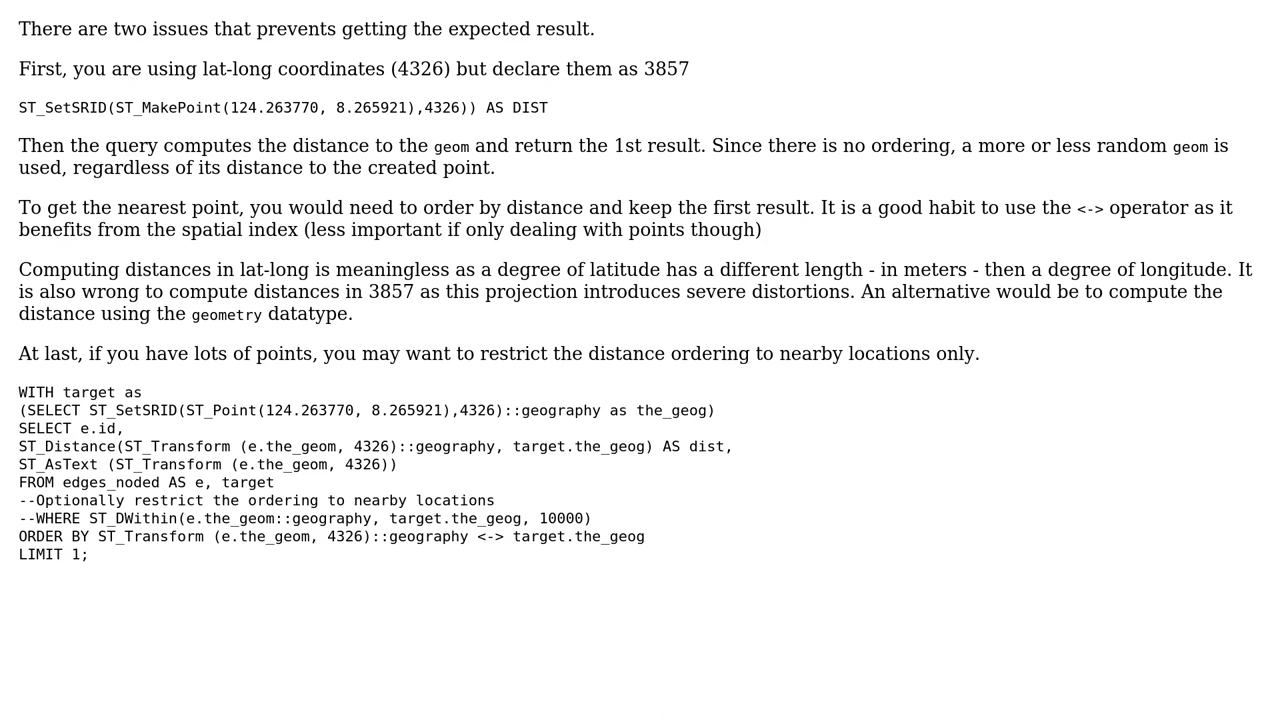 There are two issues that prevents getting the expected result.
First, you are using lat-long coordinates (4326) but declare them as 3857
ST_SetSRID(ST_MakePoint(124.263770, 8.265921),4326)) AS DIST
Then the query computes the distance to the geom and return the 1st result. Since there is no ordering, a more or less random geom is
used, regardless of its distance to the created point.
To get the nearest point, you would need to order by distance and keep the first result. It is a good habit to use the <-> operator as it
benefits from the spatial index (less important if only dealing with points though)
Computing distances in lat-long is meaningless as a degree of latitude has a different length - in meters - then a degree of longitude. It
is also wrong to compute distances in 3857 as this projection introduces severe distortions. An alternative would be to compute the
distance using the geometry datatype.
At last, if you have lots of points, you may want to restrict the distance ordering to nearby locations only.
WITH target as
(SELECT ST_SetSRID(ST_Point(124.263770, 8.265921),4326)::geography as the_geog)
SELECT e.id,
ST_Distance(ST_Transform (e.the_geom, 4326)::geography, target.the_geog) AS dist,
ST_AsText (ST_Transform (e.the_geom, 4326))
FROM edges_noded AS e, target
--Optionally restrict the ordering to nearby locations
--WHERE ST_DWithin(e.the_geom::geography, target.the_geog, 10000)
ORDER BY ST_Transform (e.the_geom, 4326)::geography <-> target.the_geog
LIMIT 1;